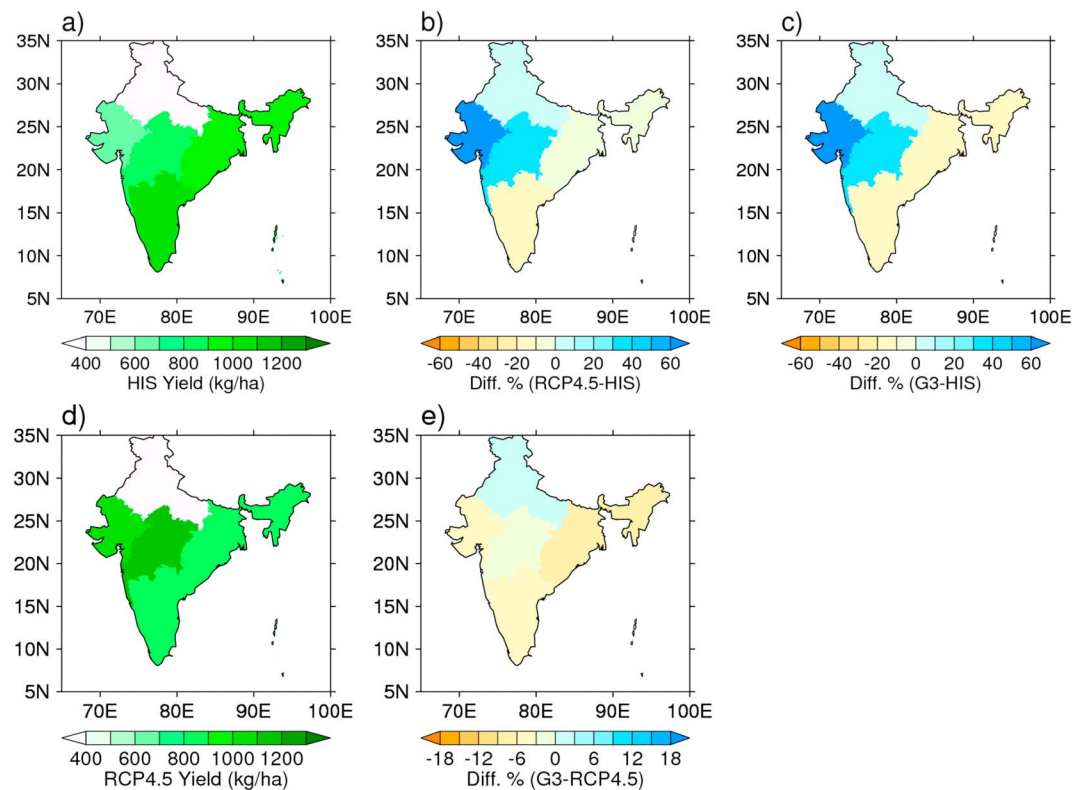 a)
b)
c)
35N
30N
25N
20N
15N
10N
5N
70E 80E 90E 100E
400 600 800 1000 1200
HIS Yield (kg/ha)
35N
30N
25N
20N
15N
10N
5N
70E 80E 90E 100E
-60 -40 -20 0 20 40 60
Diff. % (RCP4.5-HIS)
35N
30N
25N
20N
15N
10N
5N
70E 80E 90E 100E
-60 -40 -20 0 20 40 60
Diff. % (G3-HIS)
d)
e)
35N
30N
25N
20N
15N
10N
5N
70E 80E 90E 100E
400 600 800 1000 1200
RCP4.5 Yield (kg/ha)
35N
30N
25N
20N
15N
10N
5N
70E 80E 90E 100E
-18 -12 -6 0 6 12 18
Diff. % (G3-RCP4.5)